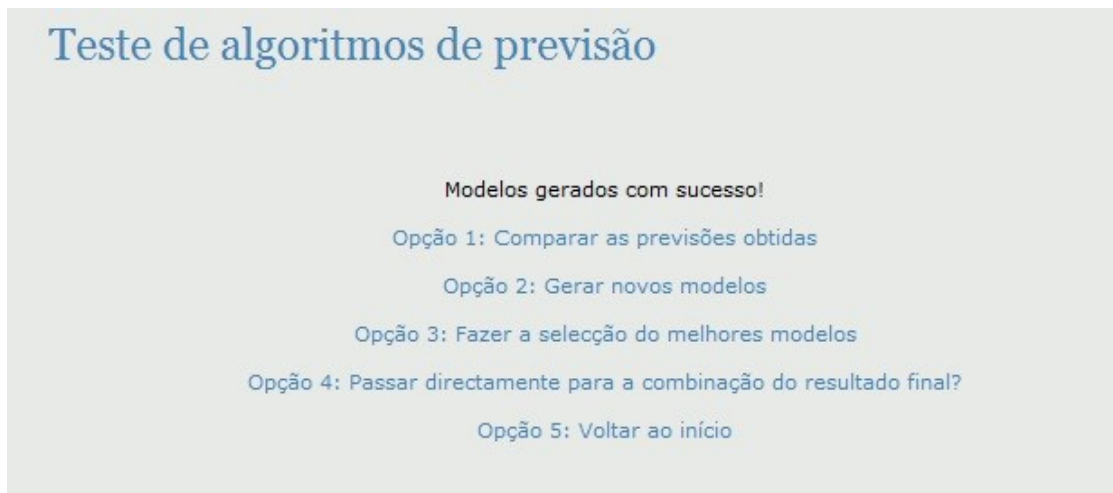 Teste de algoritmos de previsão
Modelos gerados com sucesso!
Opção 1: Comparar as previsões obtidas
Opção 2: Gerar novos modelos
Opção 3: Fazer a selecção do melhores modelos
Opção 4: Passar directamente para a combinação do resultado final?
Opção 5: Voltar ao início